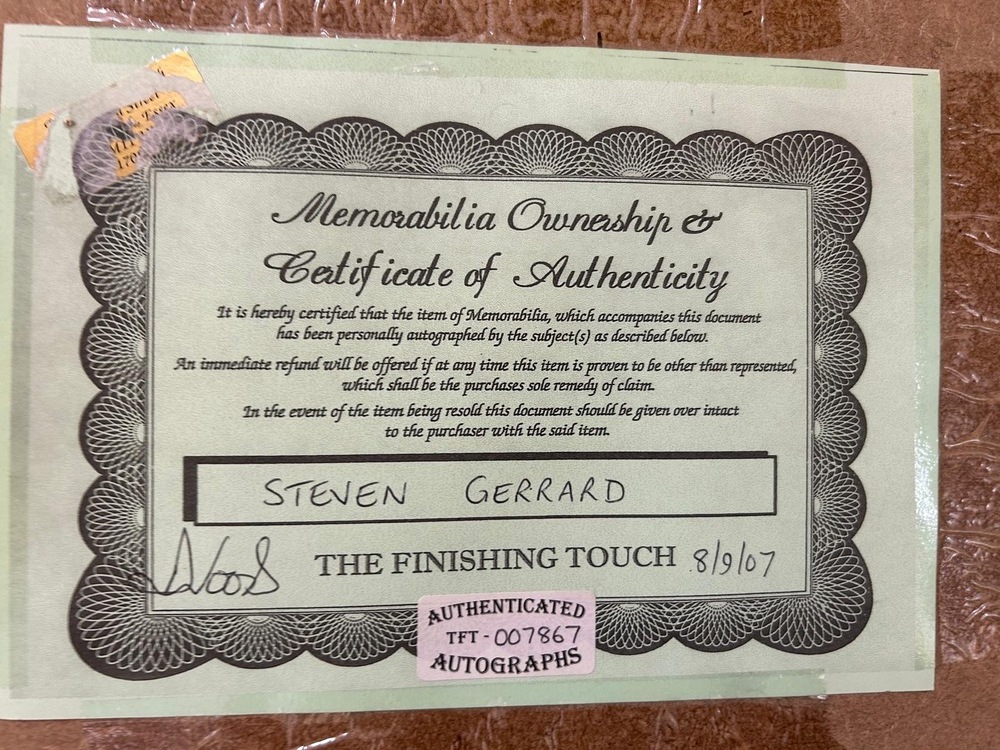 Street
Essex
170
Memorabilia Ownership &
Certificate of Authenticity
It is hereby certified that the item of Memorabilia, which accompanies this document
has been personally autographed by the subject(s) as described below.
An immediate refund will be offered if at any time this item is proven to be other than represented,
which shall be the purchases sole remedy of claim.
In the event of the item being resold this document should be given over intact
to the purchaser with the said item.
STEVEN GERRARD
THE FINISHING TOUCH 8/9/07
AUTHENTICATED
TFT - 007867
AUTOGRAPHS